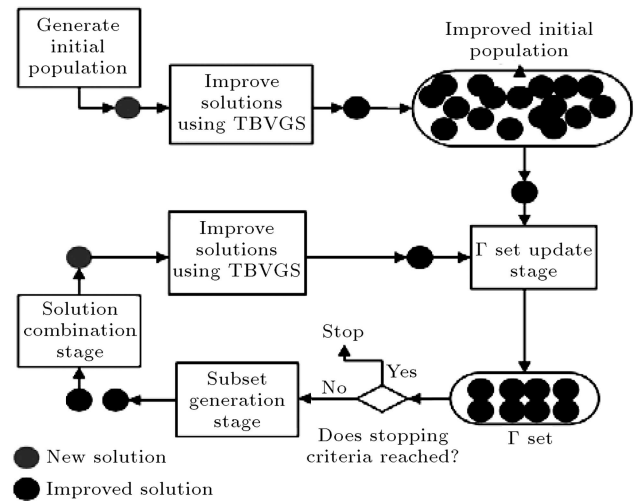 Generate
initial
population
Improve
solutions
using TBVGS
Improved initial
population
Improve
solutions
using TBVGS
Γ set update
stage
Solution
combination
stage
Stop
Yes
No
Subset
generation
stage
Does stopping
criteria reached?
Γ set
New solution
Improved solution